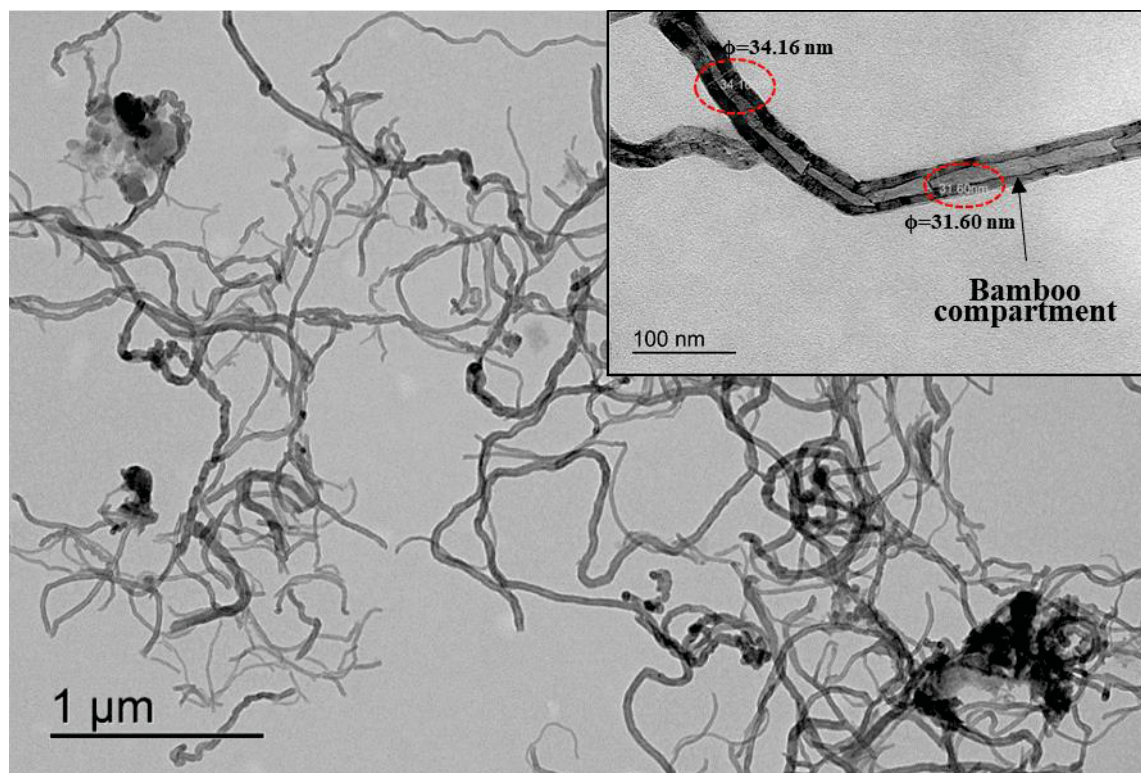 ϕ=34.16 nm
34.16
31.60nm
ϕ=31.60 nm
Bamboo
compartment
100 nm
1 µm